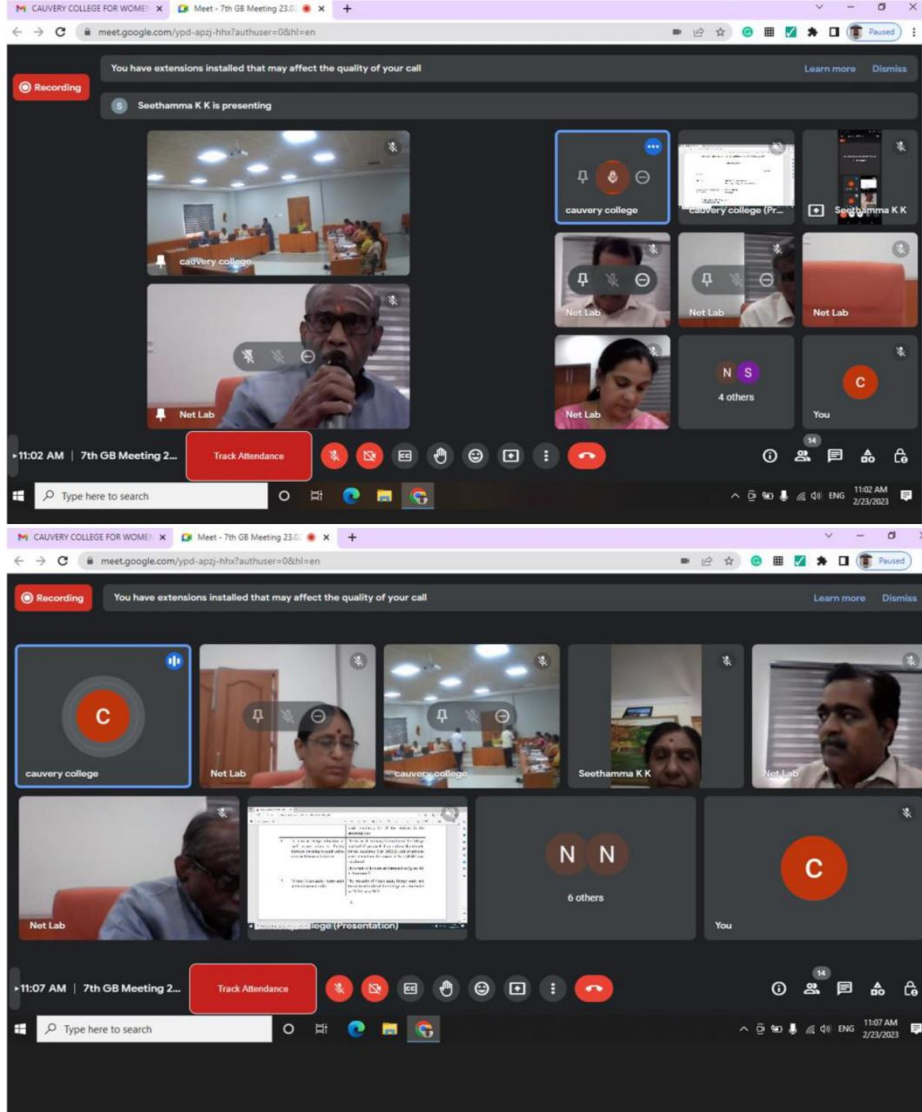 CAUVERY COLLEGE FOR WOMEN
Meet - 7th GB Meeting 23.0
meet.google.com/ypd-apzj-hhx?authuser=0&hl=en
Paused
You have extensions installed that may affect the quality of your call
Learn more
Dismiss
Recording
S
Seethamma K K is presenting
cauvery college
cauvery college
cauvery college (Pr...
Seethamma K K
Net Lab
Net Lab
Net Lab
Net Lab
Net Lab
N S
4 others
C
You
11:02 AM | 7th GB Meeting 2...
Track Attendance
CC
14
Type here to search
ENG
11:02 AM
2/23/2023
CAUVERY COLLEGE FOR WOMEN
Meet - 7th GB Meeting 23.0
meet.google.com/ypd-apzj-hhx?authuser=0&hl=en
Paused
Recording
You have extensions installed that may affect the quality of your call
Learn more
Dismiss
C
cauvery college
Net Lab
cauvery college
Seethamma K K
Net Lab
Net Lab
(Presentation)
N N
6 others
C
You
11:07 AM | 7th GB Meeting 2...
Track Attendance
CC
14
Type here to search
ENG
11:07 AM
2/23/2023